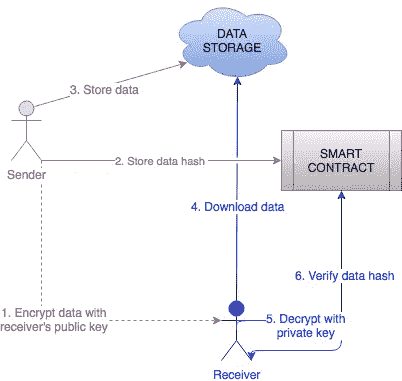 DATA
STORAGE
3. Store data
SMART
CONTRACT
2. Store data hash
Sender
4. Download data
6. Verify data hash
1. Encrypt data with
receiver's public key
5. Decrypt with
private key
Receiver